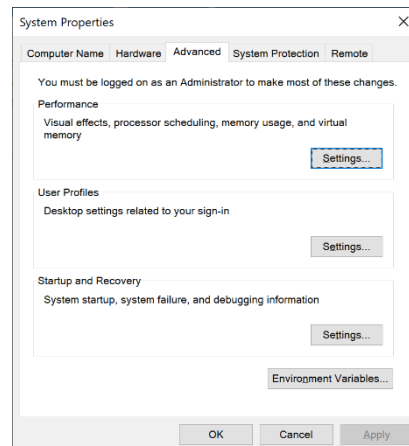 System Properties
Computer Name Hardware Advanced System Protection Remote
You must be logged on as an Administrator to make most of these changes.
Performance
Visual effects, processor scheduling, memory usage, and virtual
memory
Settings...
User Profiles
Desktop settings related to your sign-in
Settings...
Startup and Recovery
System startup, system failure, and debugging information
Settings...
Environment Variables...
OK Cancel Apply